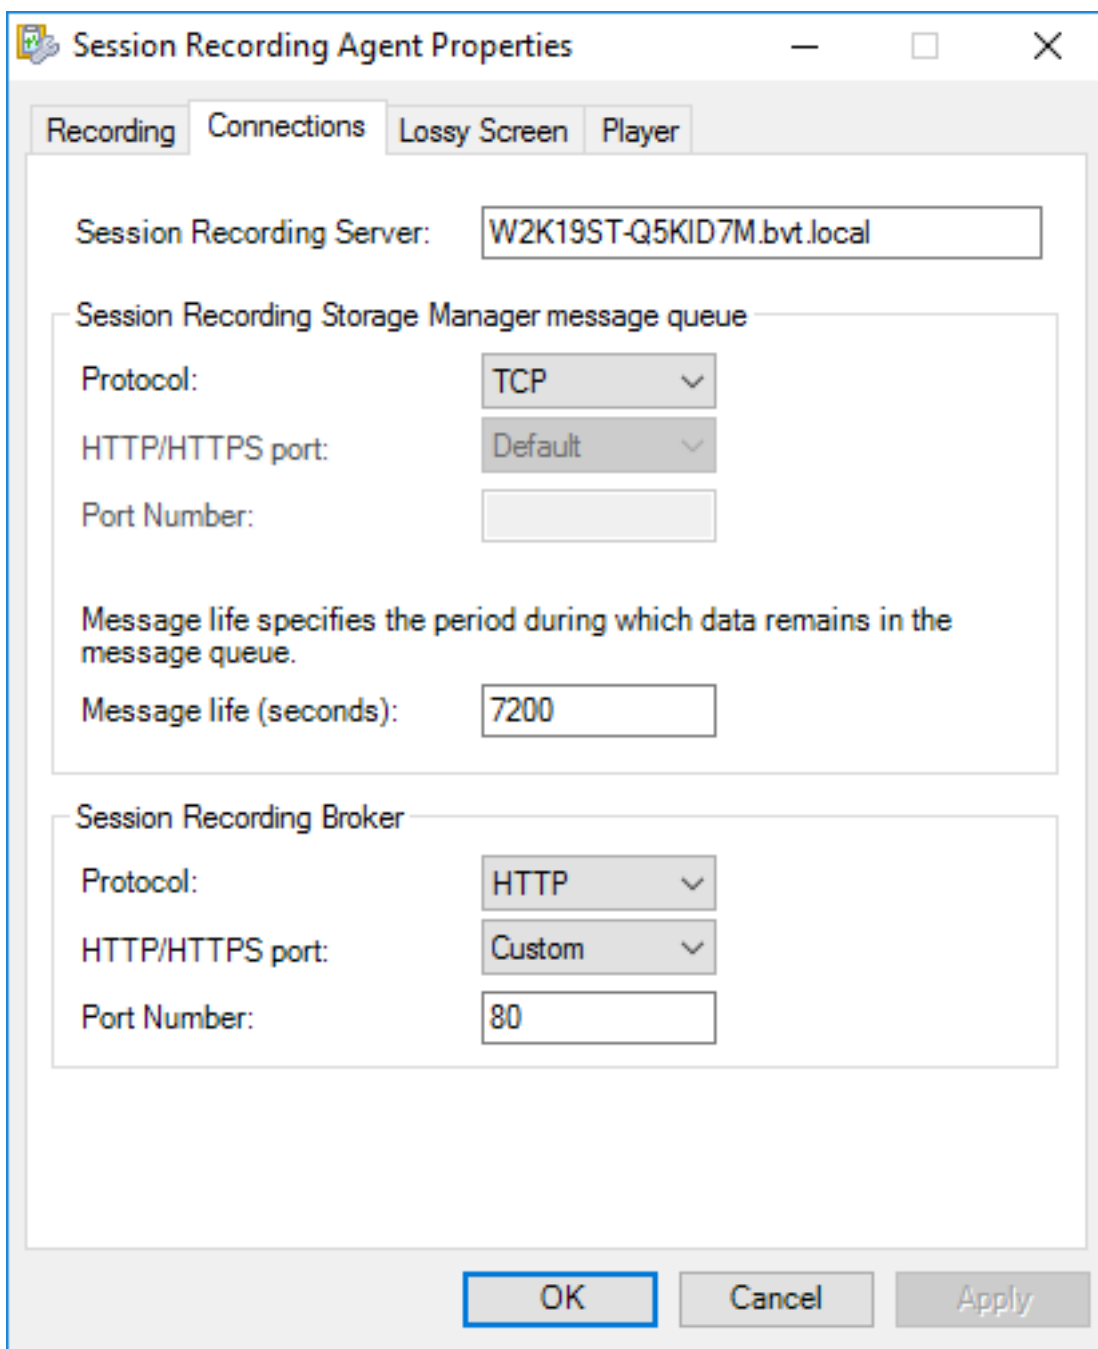 Session Recording Agent Properties
Recording Connections Lossy Screen Player
Session Recording Server: W2K19ST-Q5KID7M.bvt.local
Session Recording Storage Manager message queue
Protocol: TCP
HTTP/HTTPS port: Default
Port Number:
Message life specifies the period during which data remains in the
message queue.
Message life (seconds): 7200
Session Recording Broker
Protocol: HTTP
HTTP/HTTPS port: Custom
Port Number: 80
OK Cancel Apply